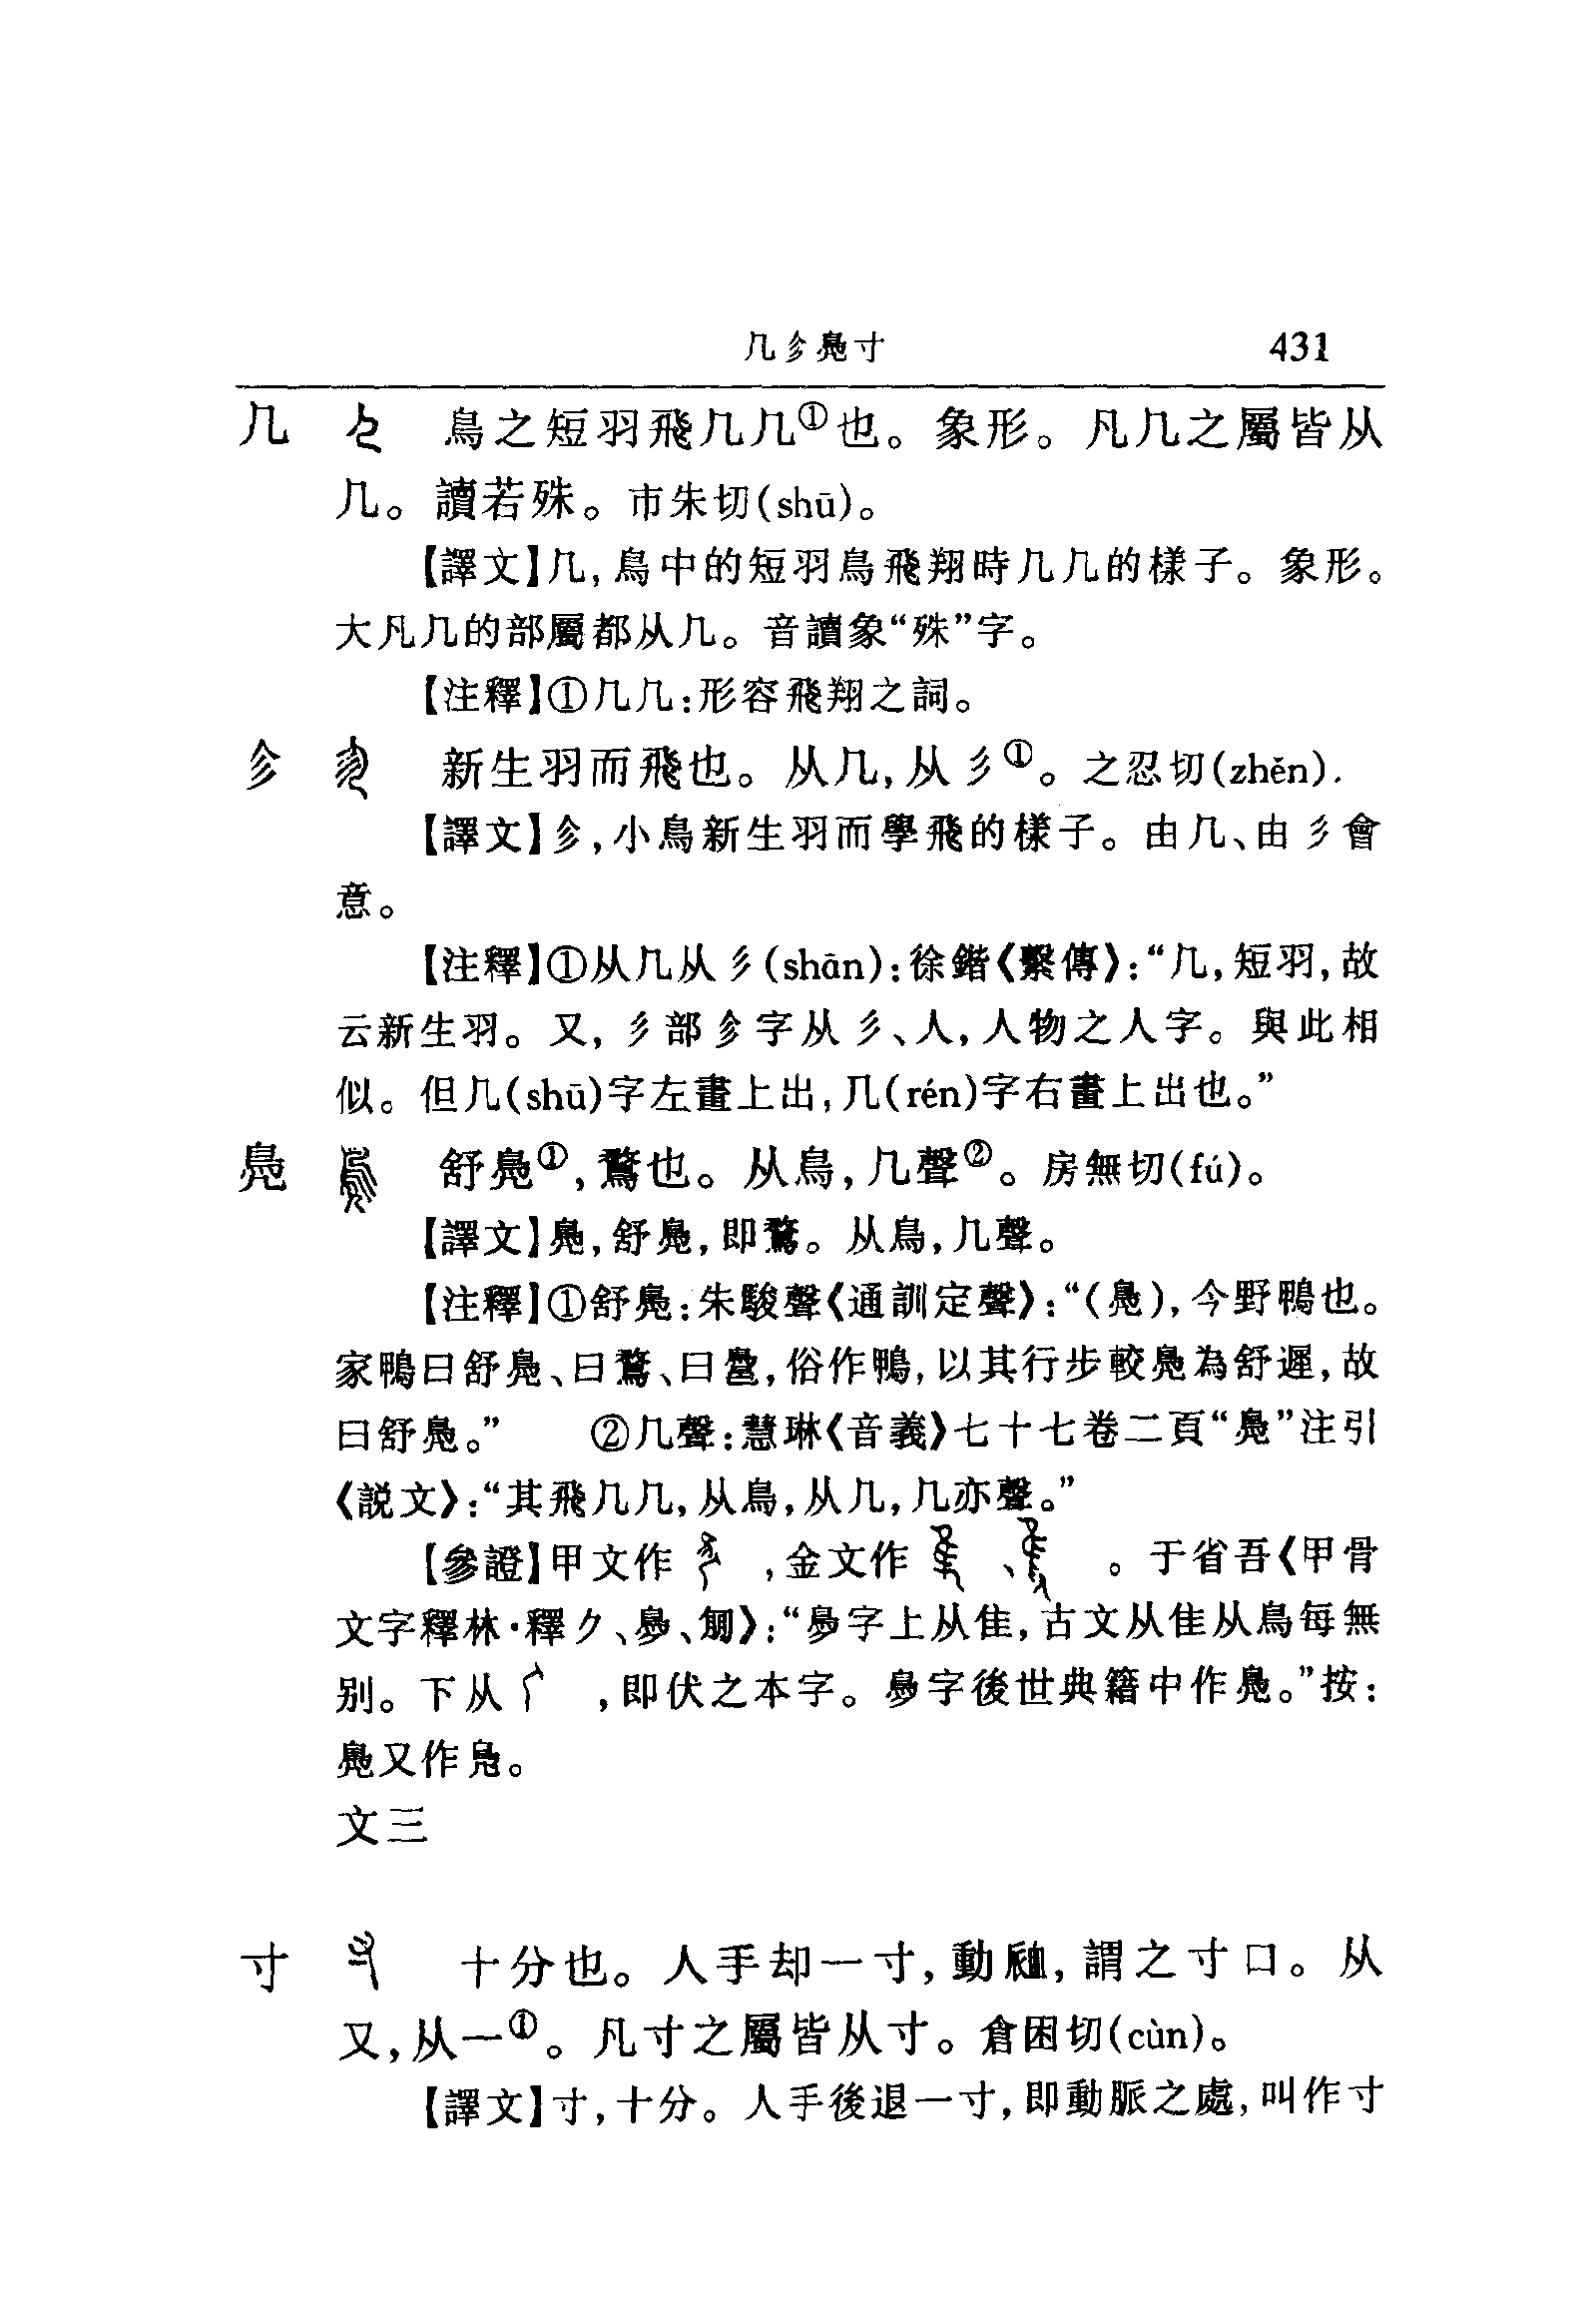 几㐱鳧寸 431
几 鳥之短羽飛几几①也。象形。凡几之屬皆从
几。讀若殊。市朱切(shū)。
【譯文】几,鳥中的短羽鳥飛翔時几几的樣子。象形。
大凡几的部屬都从几。音讀象“殊”字。
【注釋】①几几:形容飛翔之詞。
㐱 新生羽而飛也。从几,从彡①。之忍切(zhěn).
【譯文】㐱,小鳥新生羽而學飛的樣子。由几、由彡會
意。
【注釋】①从几从彡(shān):徐鍇《繫傳》:“几,短羽,故
云新生羽。又,彡部㐱字从彡、人,人物之人字。與此相
似。但几(shū)字左畫上出,几(rén)字右畫上出也。”
鳧 舒鳧①,鶩也。从鳥,几聲②。房無切(fú)。
【譯文】鳧,舒鳧,即鶩。从鳥,几聲。
【注釋】①舒鳧:朱駿聲《通訓定聲》:“(鳧),今野鴨也。
家鴨曰舒鳧、曰鶩、曰,俗作鴨,以其行步較鳧為舒遲,故
曰舒鳧。” ②几聲:慧琳《音義》七十七卷二頁“鳧”注引
《説文》:“其飛几几,从鳥,从几,几亦聲。”
【參證】甲文作 ,金文作 、 。于省吾《甲骨
文字釋林·釋勹、、》:“字上从隹,古文从隹从鳥每無
别。下从 ,即伏之本字。字後世典籍中作鳧。”按:
鳧又作鳬。
文三
寸 十分也。人手却一寸,動䘑,謂之寸口。从
又,从一①。凡寸之屬皆从寸。倉困切(cùn)。
【譯文】寸,十分。人手後退一寸,即動脈之處,叫作寸